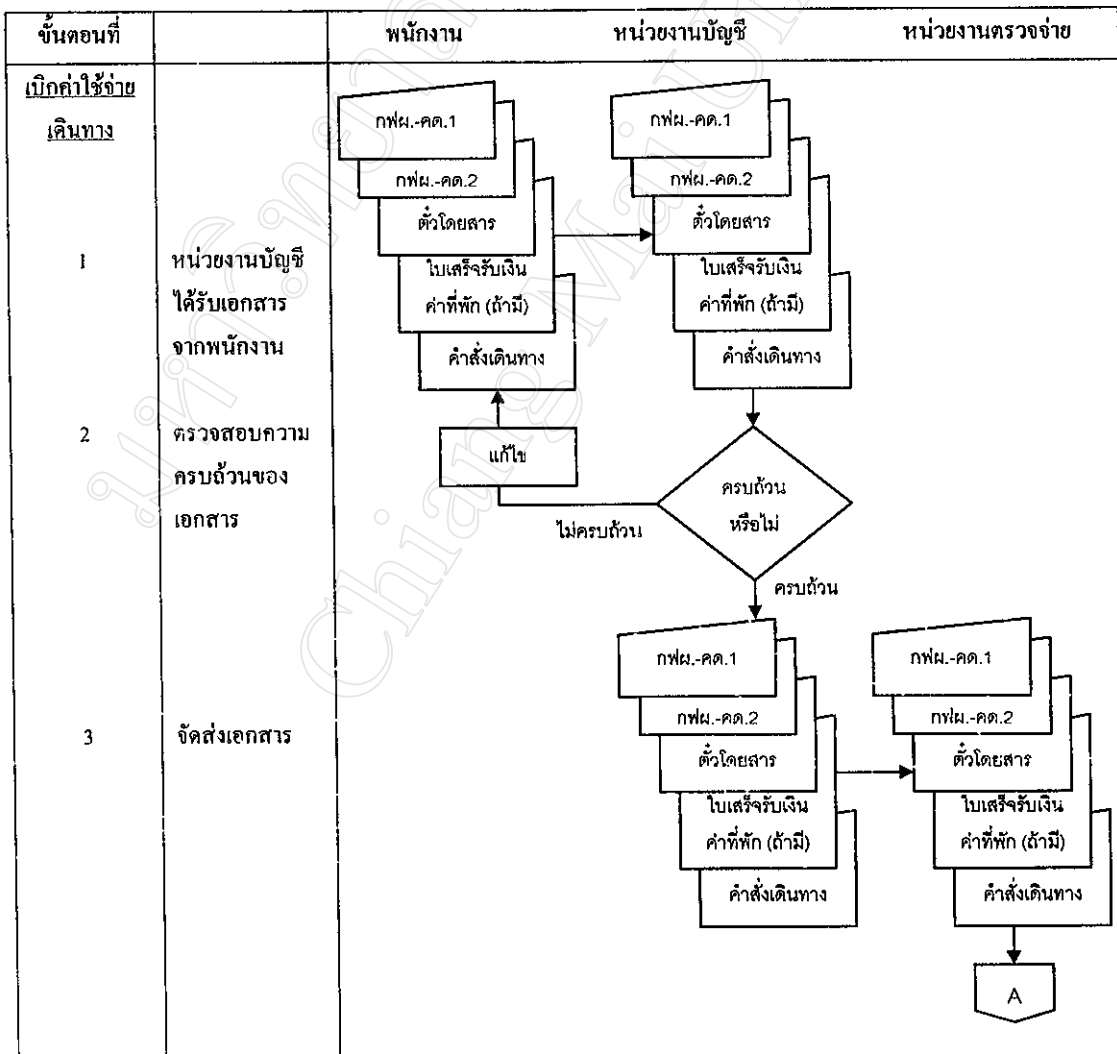 ขั้นตอนที่ พนักงาน หน่วยงานบัญชี หน่วยงานตรวจจ่าย
เบิกค่าใช้จ่าย
เดินทาง
กฟผ.-คด.1
กฟผ.-คด.2
ตั๋วโดยสาร
ใบเสร็จรับเงิน
ค่าที่พัก (ถ้ามี)
คำสั่งเดินทาง
กฟผ.-คด.1
กฟผ.-คด.2
ตั๋วโดยสาร
ใบเสร็จรับเงิน
ค่าที่พัก (ถ้ามี)
คำสั่งเดินทาง
1 หน่วยงานบัญชี
ได้รับเอกสาร
จากพนักงาน
2 ตรวจสอบความ
ครบถ้วนของ
เอกสาร
แก้ไข
ครบถ้วน
หรือไม่
ไม่ครบถ้วน
ครบถ้วน
3 จัดส่งเอกสาร
กฟผ.-คด.1
กฟผ.-คด.2
ตั๋วโดยสาร
ใบเสร็จรับเงิน
ค่าที่พัก (ถ้ามี)
คำสั่งเดินทาง
กฟผ.-คด.1
กฟผ.-คด.2
ตั๋วโดยสาร
ใบเสร็จรับเงิน
ค่าที่พัก (ถ้ามี)
คำสั่งเดินทาง
A
Chiang Mai U